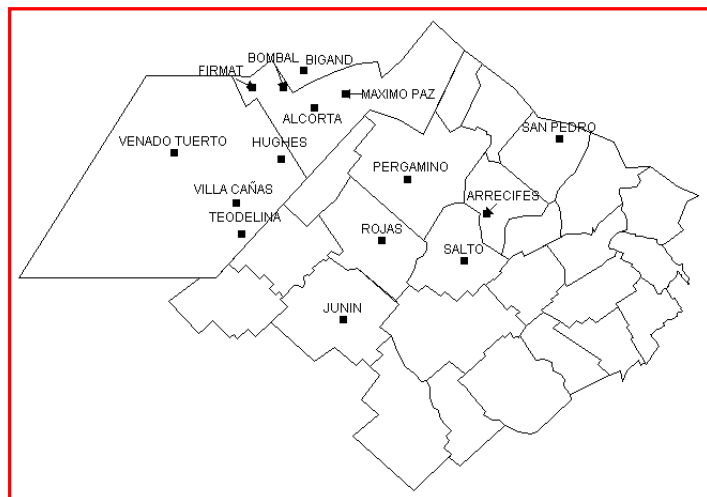 BOMBAL
BIGAND
FIRMAT
MAXIMO PAZ
ALCORTA
SAN PEDRO
VENADO TUERTO
HUGHES
PERGAMINO
VILLA CAÑAS
ARRECIFES
TEODELINA
ROJAS
SALTO
JUNIN